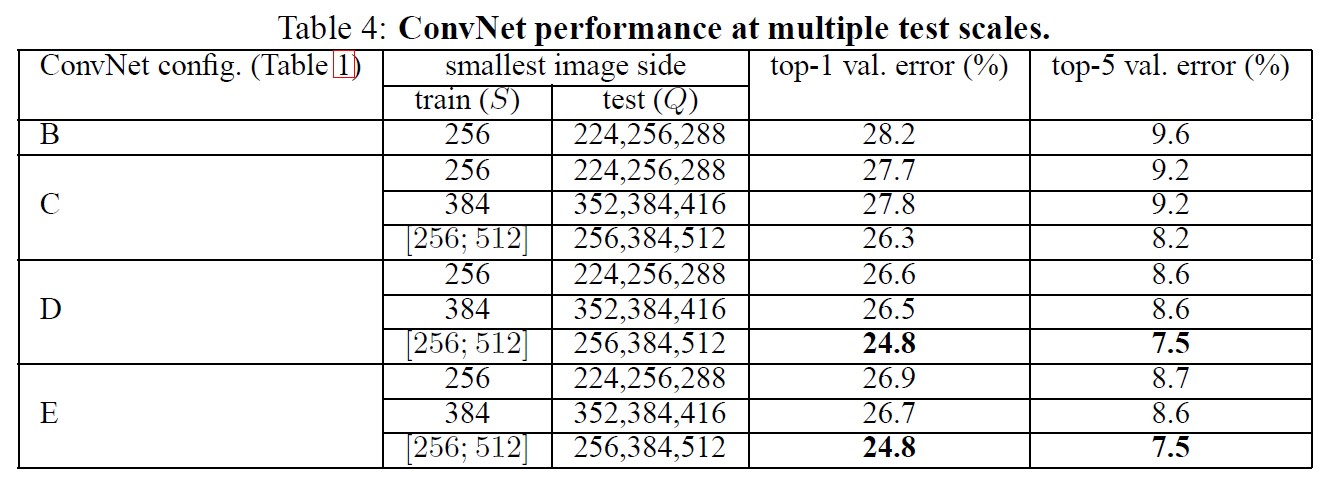 Table 4: ConvNet performance at multiple test scales.
ConvNet config. (Table 1) smallest image side top-1 val. error (%) top-5 val. error (%)
train (S) test (Q)
B 256 224,256,288 28.2 9.6
256 224,256,288 27.7 9.2
C 384 352,384,416 27.8 9.2
[256; 512] 256,384,512 26.3 8.2
256 224,256,288 26.6 8.6
D 384 352,384,416 26.5 8.6
[256; 512] 256,384,512 24.8 7.5
256 224,256,288 26.9 8.7
E 384 352,384,416 26.7 8.6
[256; 512] 256,384,512 24.8 7.5